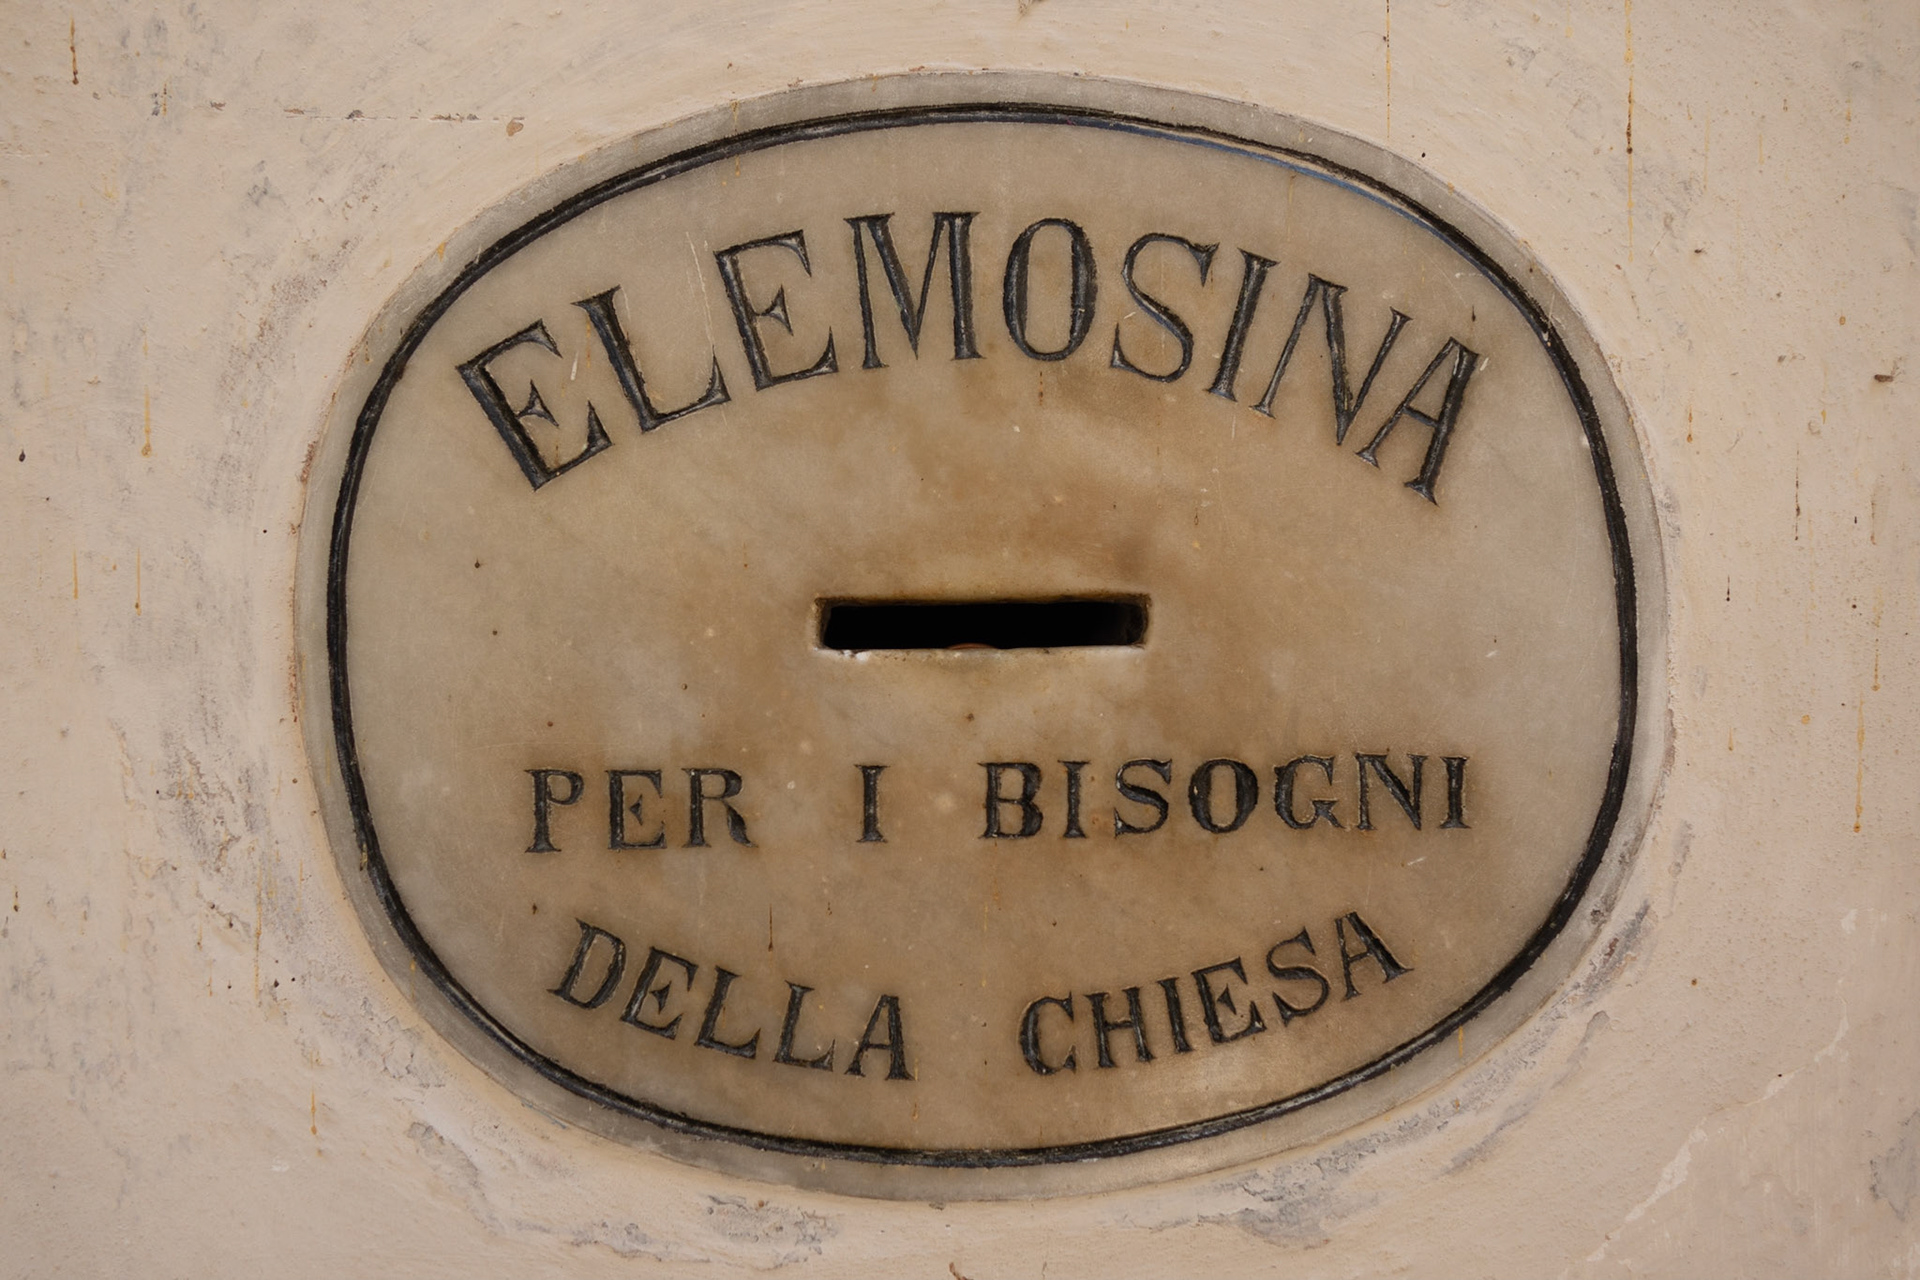 ELEMOSINA
PER I BISOGNI
DELLA CHIESA